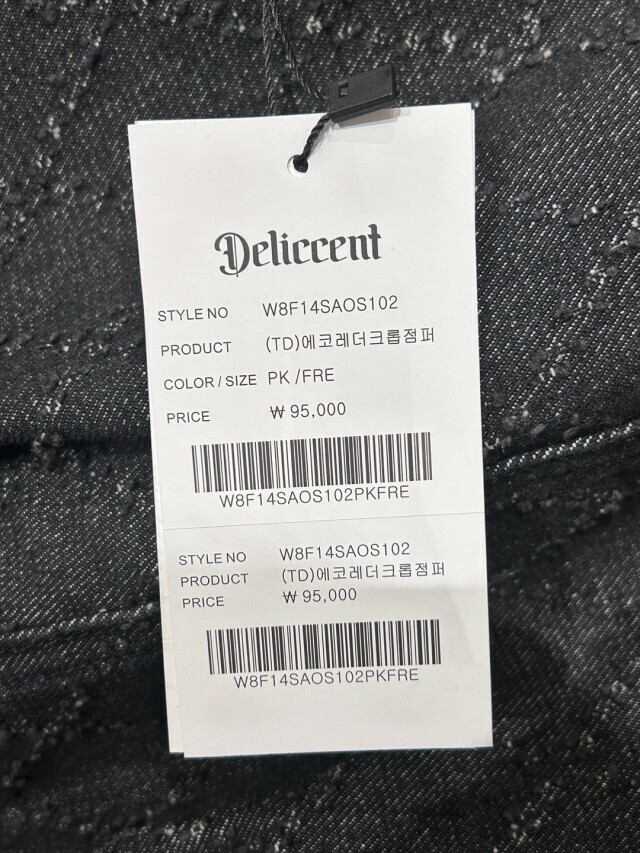 Deliccent
STYLE NO W8F14SAOS102
PRODUCT (TD)에코레더크롭점퍼
COLOR / SIZE PK /FRE
PRICE ₩ 95,000
W8F14SAOS102PKFRE
STYLE NO W8F14SAOS102
PRODUCT (TD)에코레더크롭점퍼
PRICE ₩ 95,000
W8F14SAOS102PKFRE